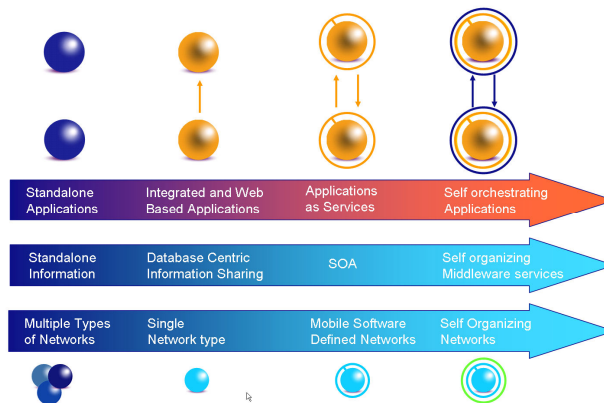 Standalone
Applications
Integrated and Web
Based Applications
Applications
as Services
Self orchestrating
Applications
Standalone
Information
Database Centric
Information Sharing
SOA
Self organizing
Middleware services
Multiple Types
of Networks
Single
Network type
Mobile Software
Defined Networks
Self Organizing
Networks